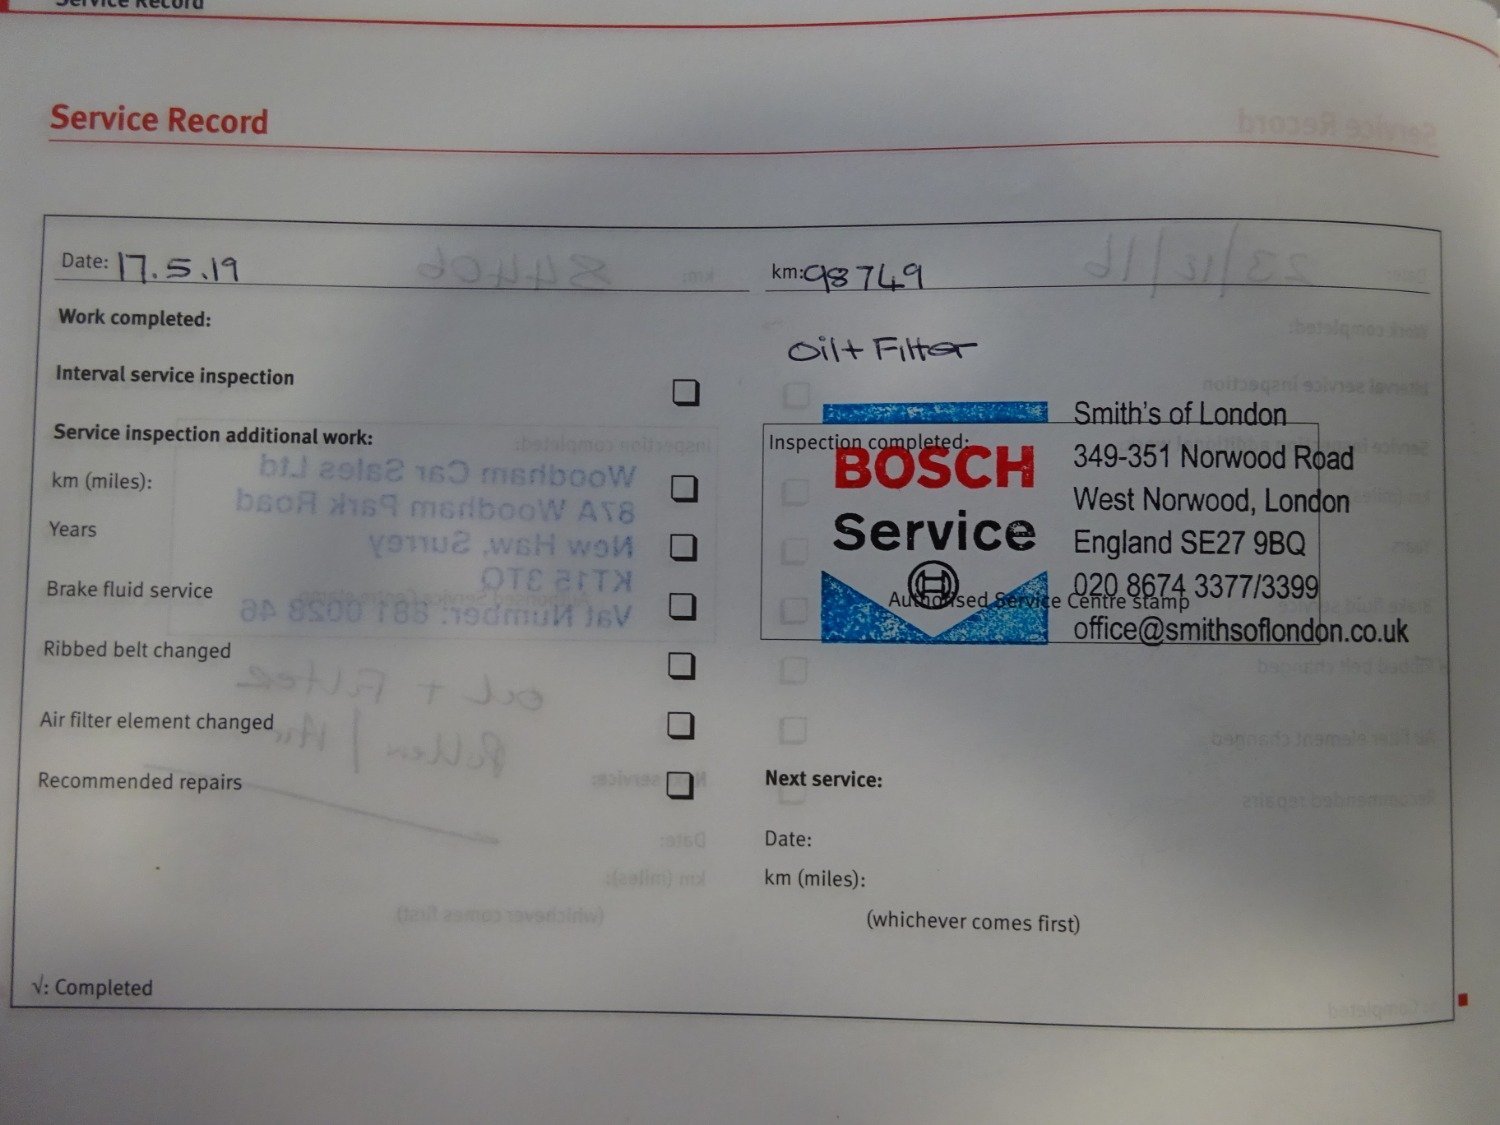 Service Record
Service Record
Date: 17.5.19
km: 98749
Work completed:
Oil + Filter
Interval service inspection
Service inspection additional work:
km (miles):
Years
Brake fluid service
Ribbed belt changed
Air filter element changed
Recommended repairs
√: Completed
Inspection completed:
BOSCH
Service
Smith's of London
349-351 Norwood Road
West Norwood, London
England SE27 9BQ
020 8674 3377/3399
office@smithsoflondon.co.uk
Authorised Service Centre stamp
Next service:
Date:
km (miles):
(whichever comes first)